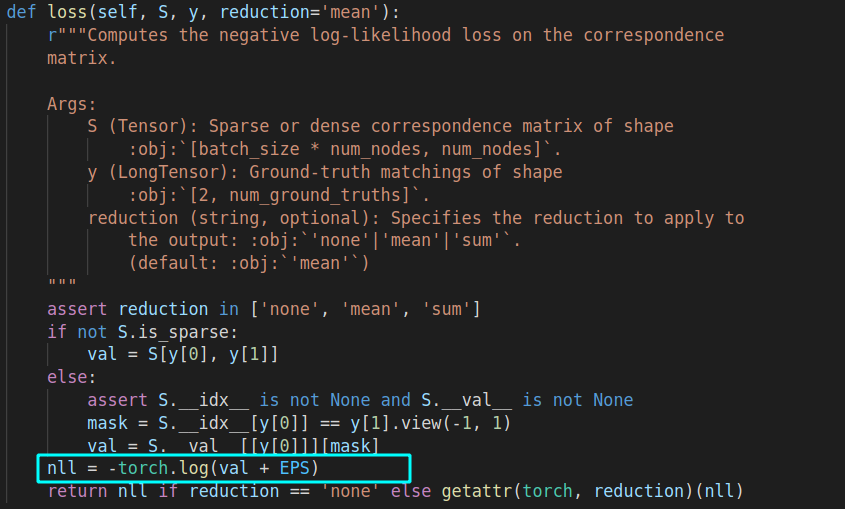 def loss(self, S, y, reduction='mean'):
    r"""Computes the negative log-likelihood loss on the correspondence
    matrix.
    Args:
        S (Tensor): Sparse or dense correspondence matrix of shape
            :obj:`[batch_size * num_nodes, num_nodes]`.
        y (LongTensor): Ground-truth matchings of shape
            :obj:`[2, num_ground_truths]`.
        reduction (string, optional): Specifies the reduction to apply to
            the output: :obj:`'none'|'mean'|'sum'`.
            (default: :obj:`'mean'`)
    """
    assert reduction in ['none', 'mean', 'sum']
    if not S.is_sparse:
        val = S[y[0], y[1]]
    else:
        assert S.__idx__ is not None and S.__val__ is not None
        mask = S.__idx__[y[0]] == y[1].view(-1, 1)
        val = S.__val__[[y[0]]][mask]
    nll = -torch.log(val + EPS)
    return nll if reduction == 'none' else getattr(torch, reduction)(nll)